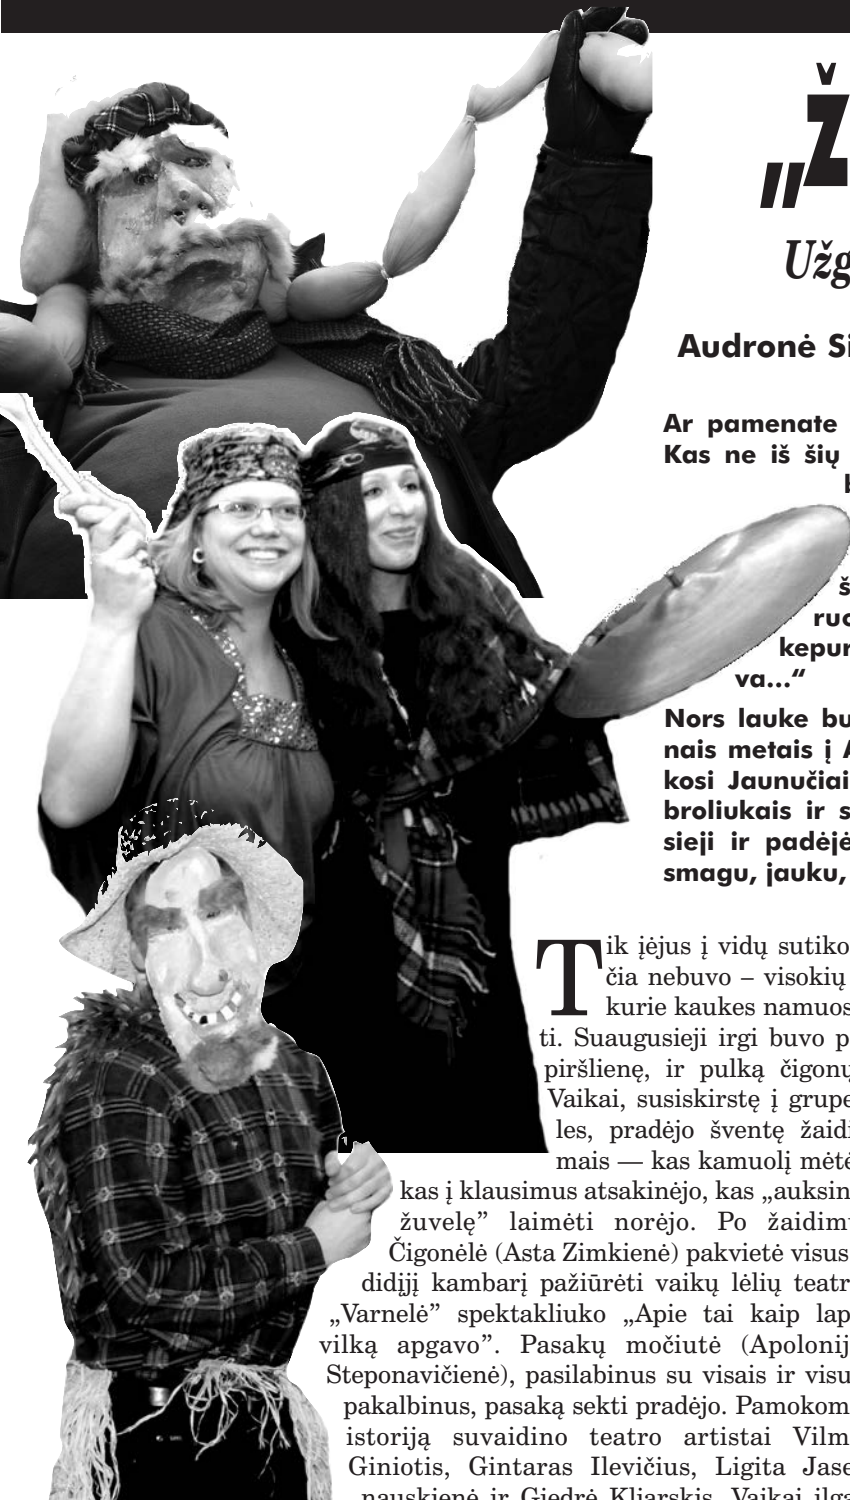 „Ž
Užg
Audronė Si
Ar pamenate
Kas ne iš šių
b
š
ruo
kepur
va...“
Nors lauke bu
nais metais į A
kosi Jaunučiai
broliukais ir s
sieji ir padėjė
smagu, jauku,
Tik įėjus į vidų sutiko
čia nebuvo – visokių
kurie kaukes namuos
ti. Suaugusieji irgi buvo p
piršlienę, ir pulką čigonų
Vaikai, susiskirstę į grupe
les, pradėjo šventę žaidi
mais — kas kamuolį mėtė
kas į klausimus atsakinėjo, kas „auksin
žuvelę” laimėti norėjo. Po žaidimų
Čigonėlė (Asta Zimkienė) pakvietė visus
didįjį kambarį pažiūrėti vaikų lėlių teatr
„Varnelė” spektakliuko „Apie tai kaip lap
vilką apgavo”. Pasakų močiutė (Apolonij
Steponavičienė), pasilabinus su visais ir visu
pakalbinus, pasaką sekti pradėjo. Pamokom
istoriją suvaidino teatro artistai Vilm
Giniotis, Gintaras Ilevičius, Ligita Jase
nauskienė ir Giedrė Kliarskis. Vaikai ilga